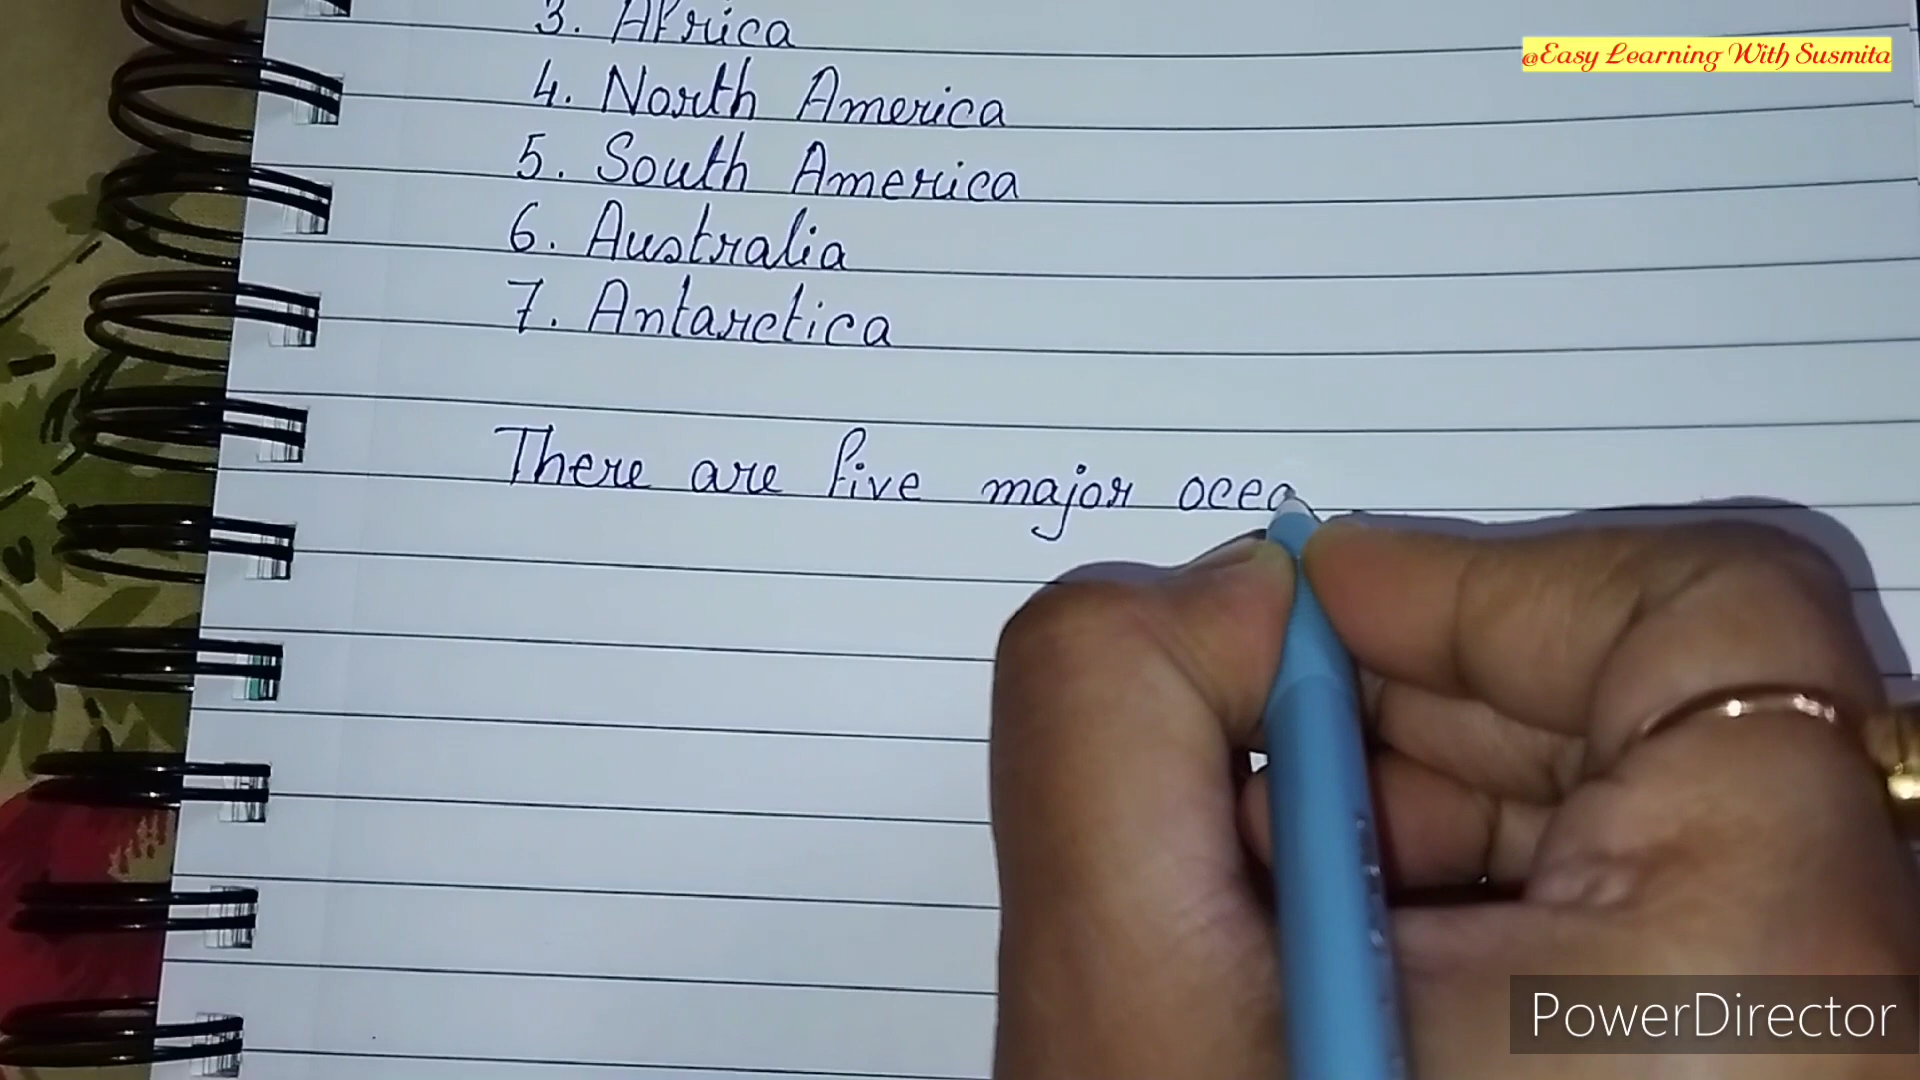 3. Africa
@Easy Learning With Susmita
4. North America
5. South America
6. Australia
7. Antarctica
There are five major ocea
PowerDirector